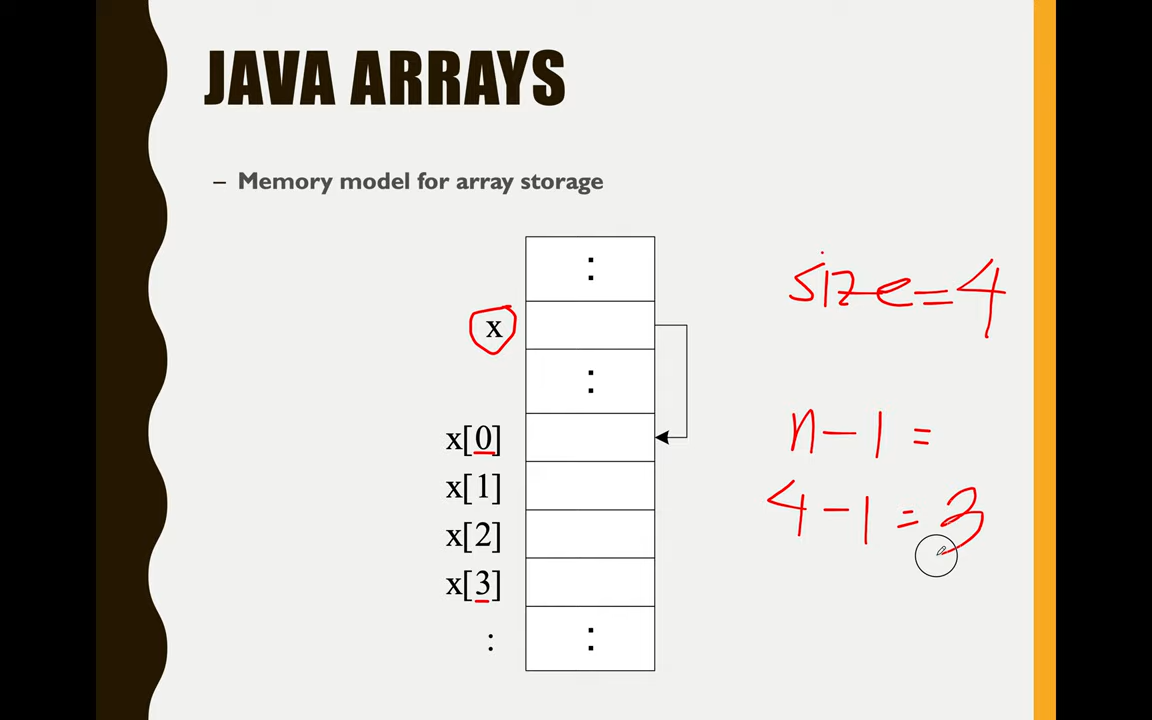 JAVA ARRAYS
– Memory model for array storage
:
size=4
x
:
x[0]
n-1=
x[1]
4-1=3
x[2]
x[3]
: :